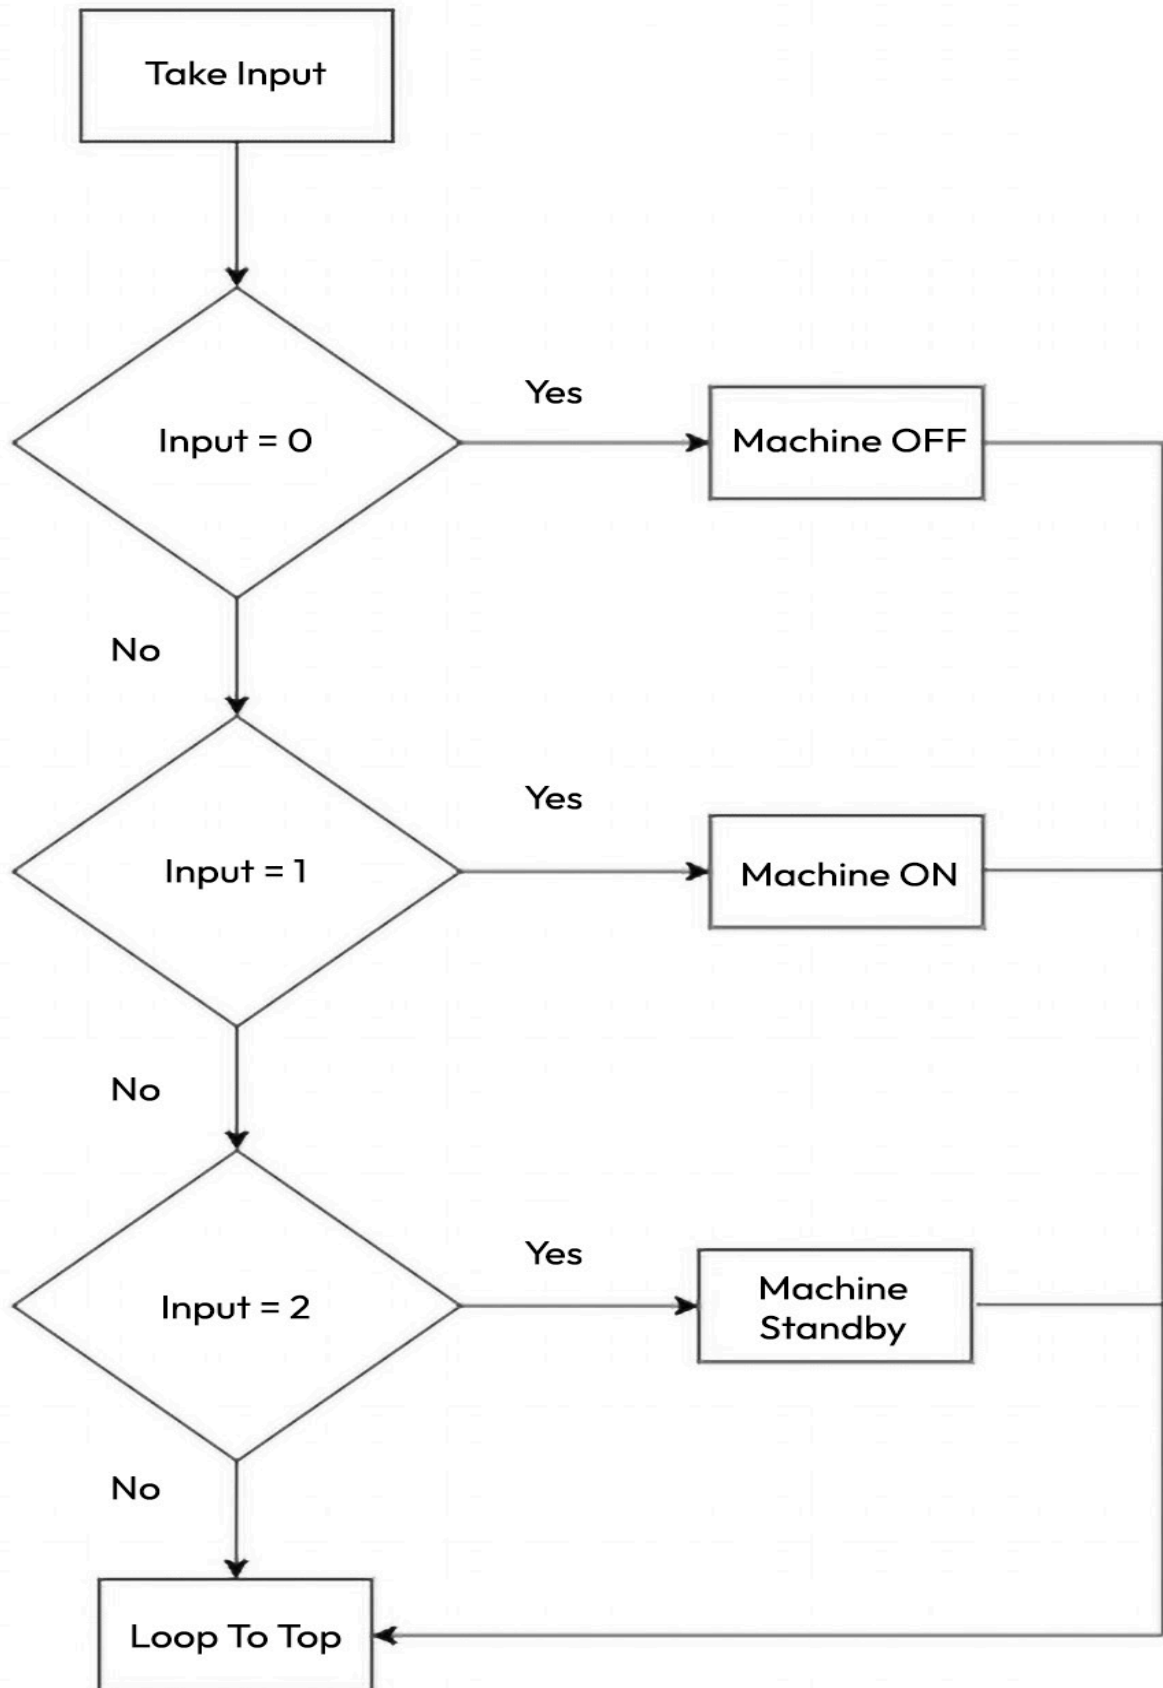 Take Input
Input = 0
Yes
Machine OFF
No
Input = 1
Yes
Machine ON
No
Input = 2
Yes
Machine
Standby
No
Loop To Top